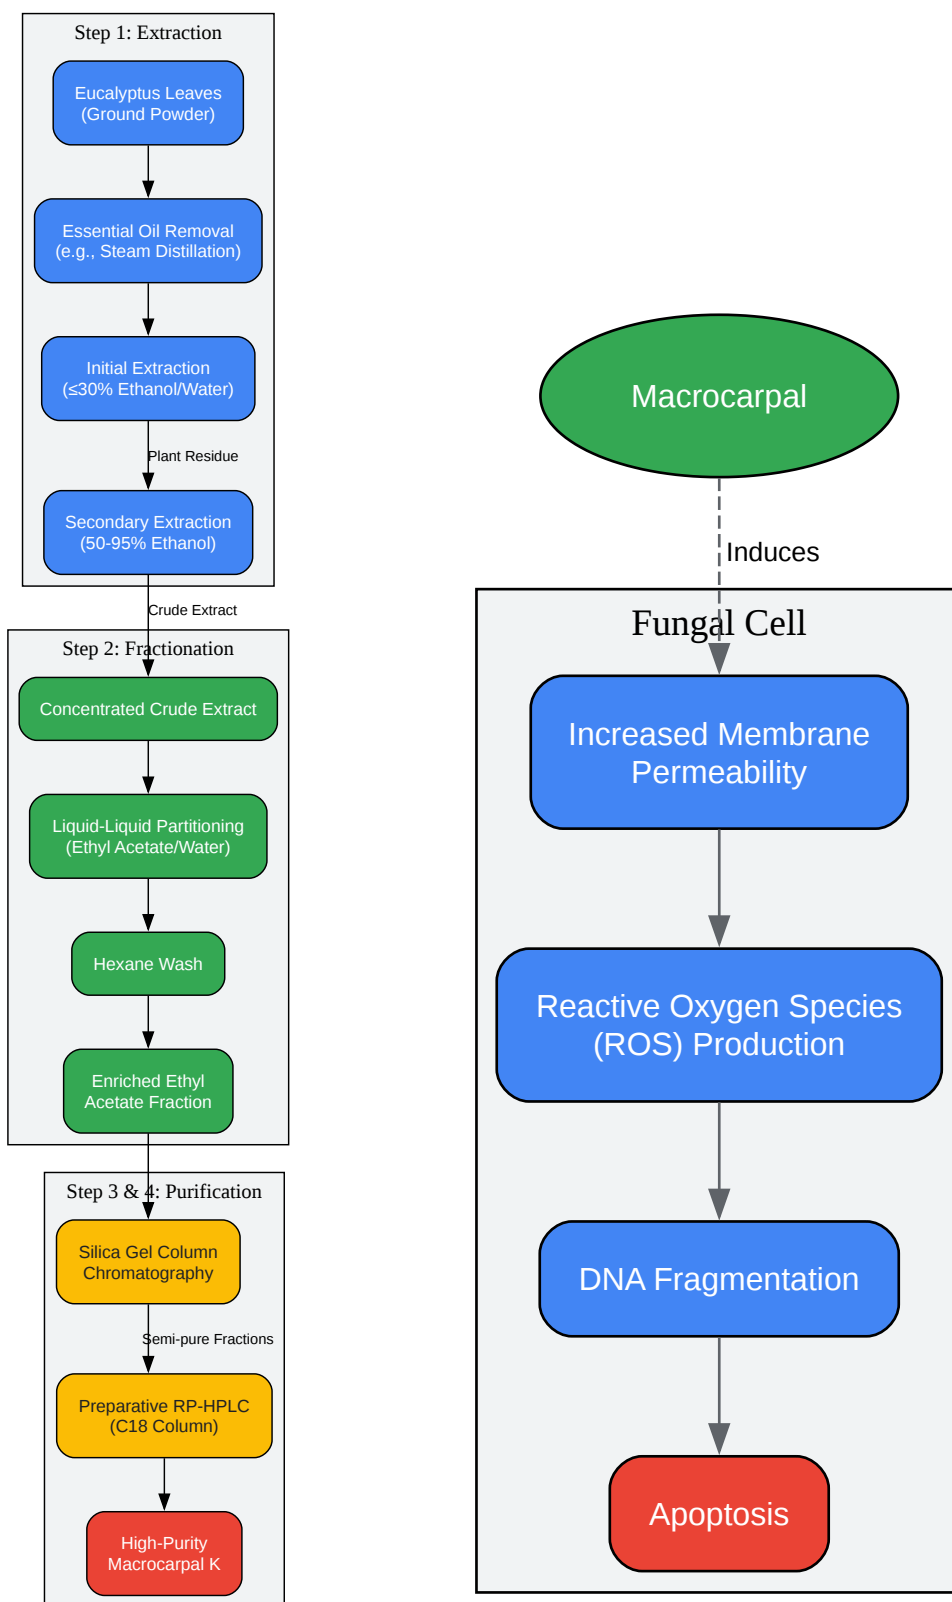 Step 1: Extraction
Eucalyptus Leaves
(Ground Powder)
Essential Oil Removal
(e.g., Steam Distillation)
Initial Extraction
(≤30% Ethanol/Water)
Plant Residue
Secondary Extraction
(50-95% Ethanol)
Crude Extract
Step 2: Fractionation
Concentrated Crude Extract
Liquid-Liquid Partitioning
(Ethyl Acetate/Water)
Hexane Wash
Enriched Ethyl
Acetate Fraction
Step 3 & 4: Purification
Silica Gel Column
Chromatography
Semi-pure Fractions
Preparative RP-HPLC
(C18 Column)
High-Purity
Macrocarpal K
Macrocarpal
Induces
Fungal Cell
Increased Membrane
Permeability
Reactive Oxygen Species
(ROS) Production
DNA Fragmentation
Apoptosis